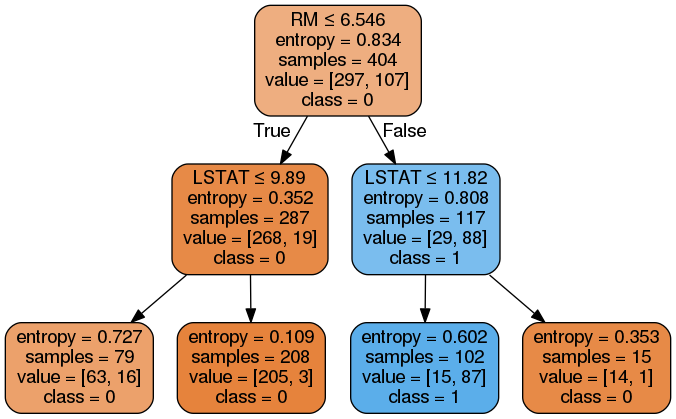 RM ≤ 6.546
entropy = 0.834
samples = 404
value = [297, 107]
class = 0
True
False
LSTAT ≤ 9.89
entropy = 0.352
samples = 287
value = [268, 19]
class = 0
LSTAT ≤ 11.82
entropy = 0.808
samples = 117
value = [29, 88]
class = 1
entropy = 0.727
samples = 79
value = [63, 16]
class = 0
entropy = 0.109
samples = 208
value = [205, 3]
class = 0
entropy = 0.602
samples = 102
value = [15, 87]
class = 1
entropy = 0.353
samples = 15
value = [14, 1]
class = 0